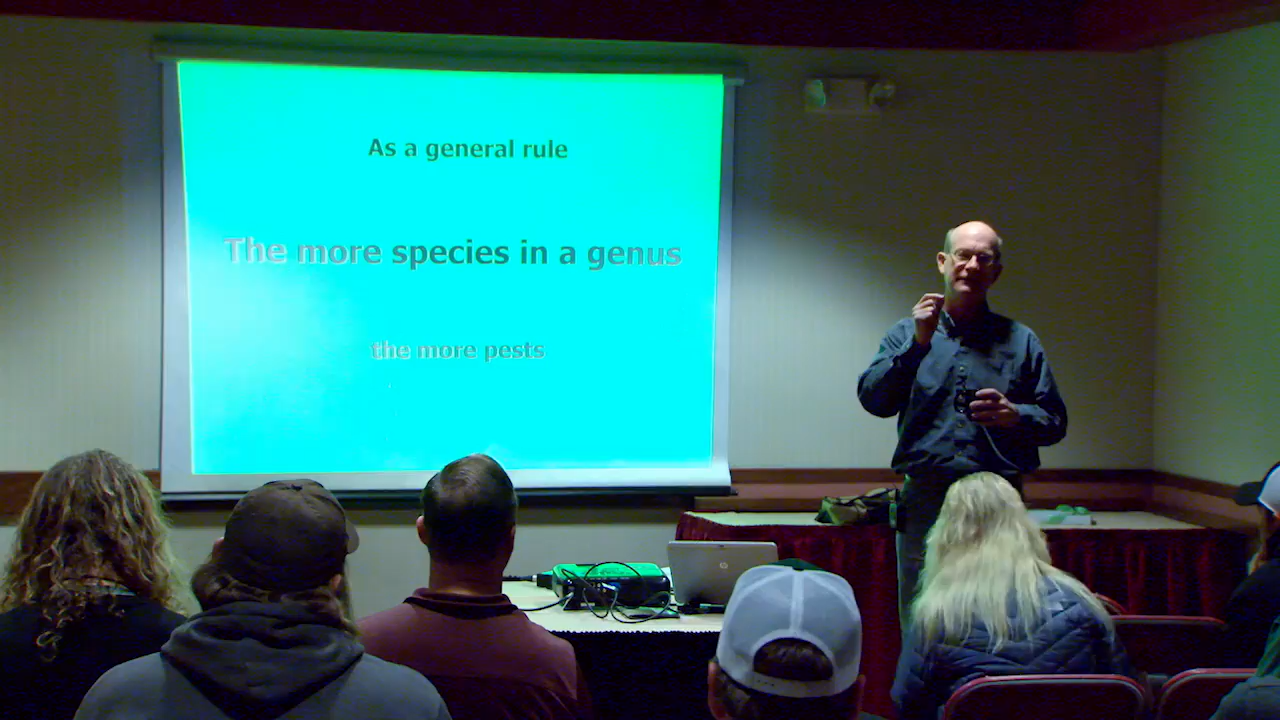 As a general rule
The more species in a genus
the more pests